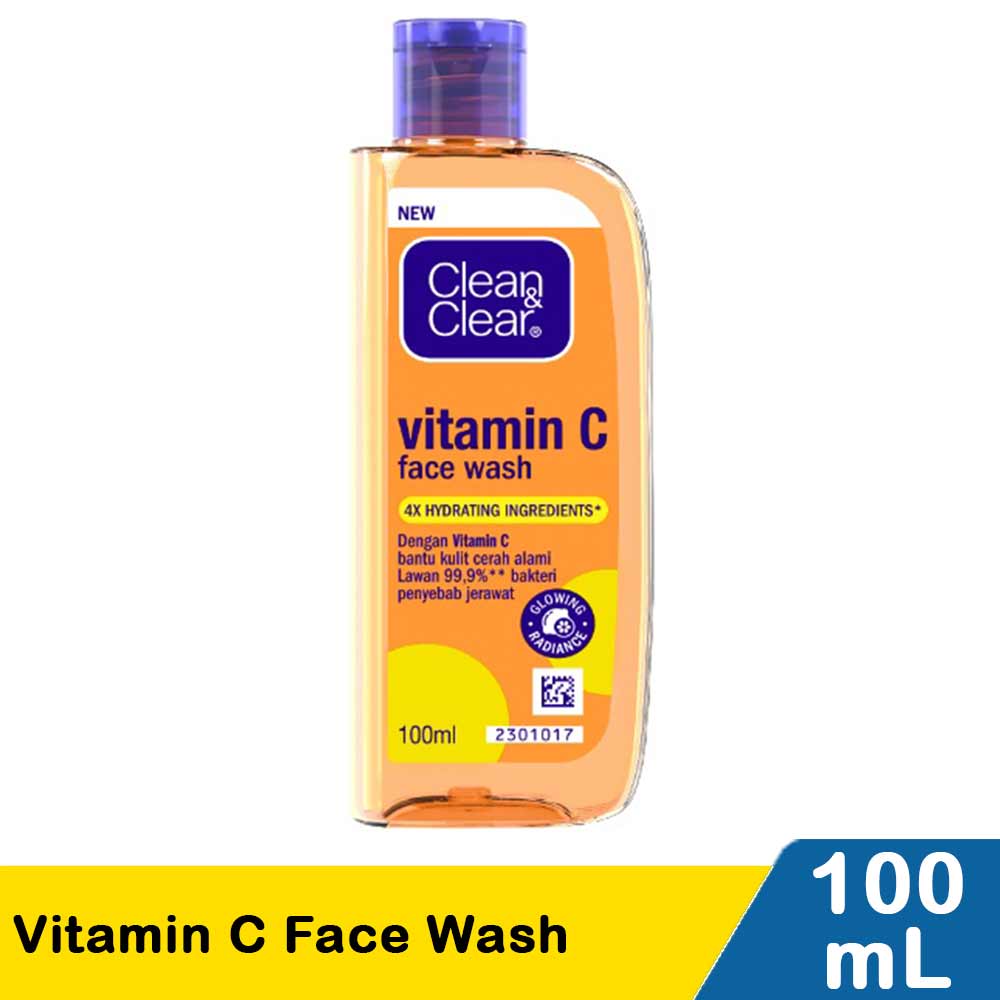 NEW
Clean
&
Clear®
vitamin C
face wash
4X HYDRATING INGREDIENTS*
Dengan Vitamin C
bantu kulit cerah alami
Lawan 99,9%** bakteri
penyebab jerawat
GLOWING
RADIANCE
100ml
2301017
Vitamin C Face Wash
100
mL